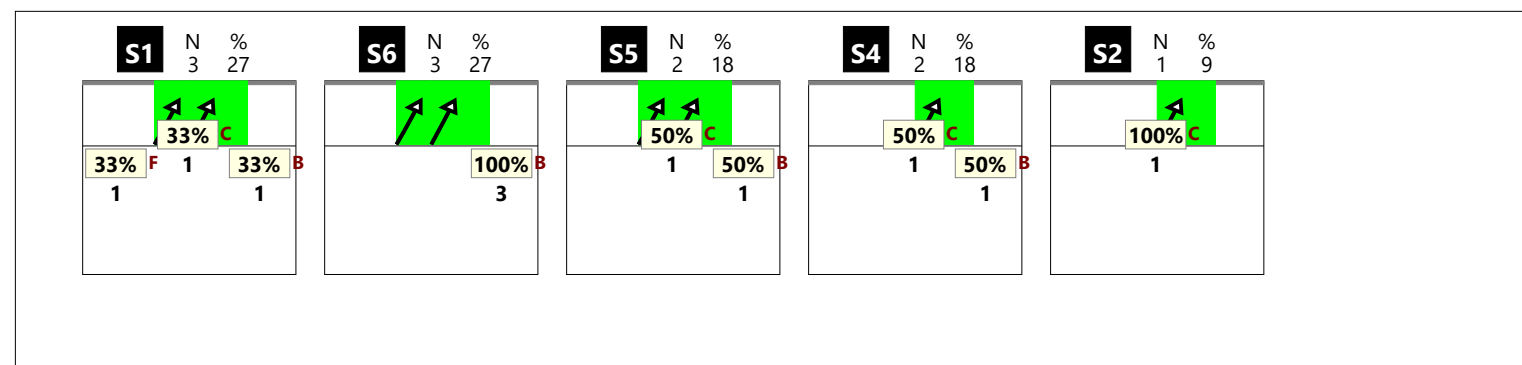 S1 N % 3 27
S6 N % 3 27
S5 N % 2 18
S4 N % 2 18
S2 N % 1 9
33% C 1
33% F 1
33% B 1
100% B 3
50% C 1
50% B 1
50% C 1
50% B 1
100% C 1